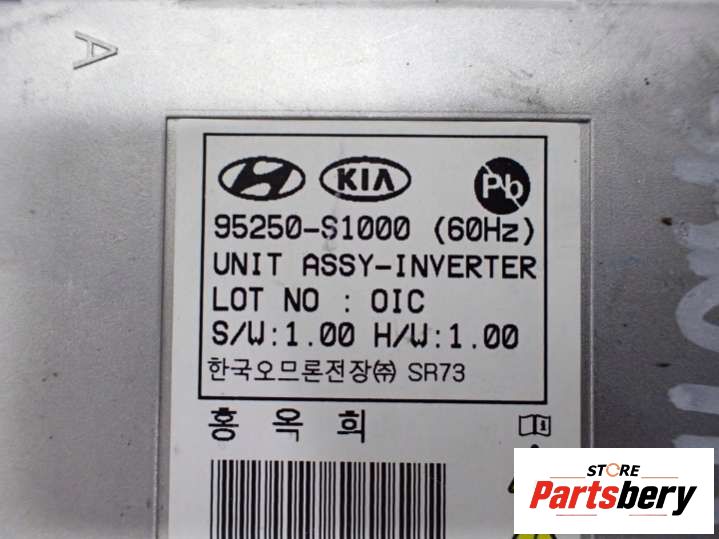 A
KIA Pb
95250-S1000 (60Hz)
UNIT ASSY-INVERTER
LOT NO : OIC
S/W:1.00 H/W:1.00
한국오므론전장㈜ SR73
홍 옥 희
STORE
Partsbery